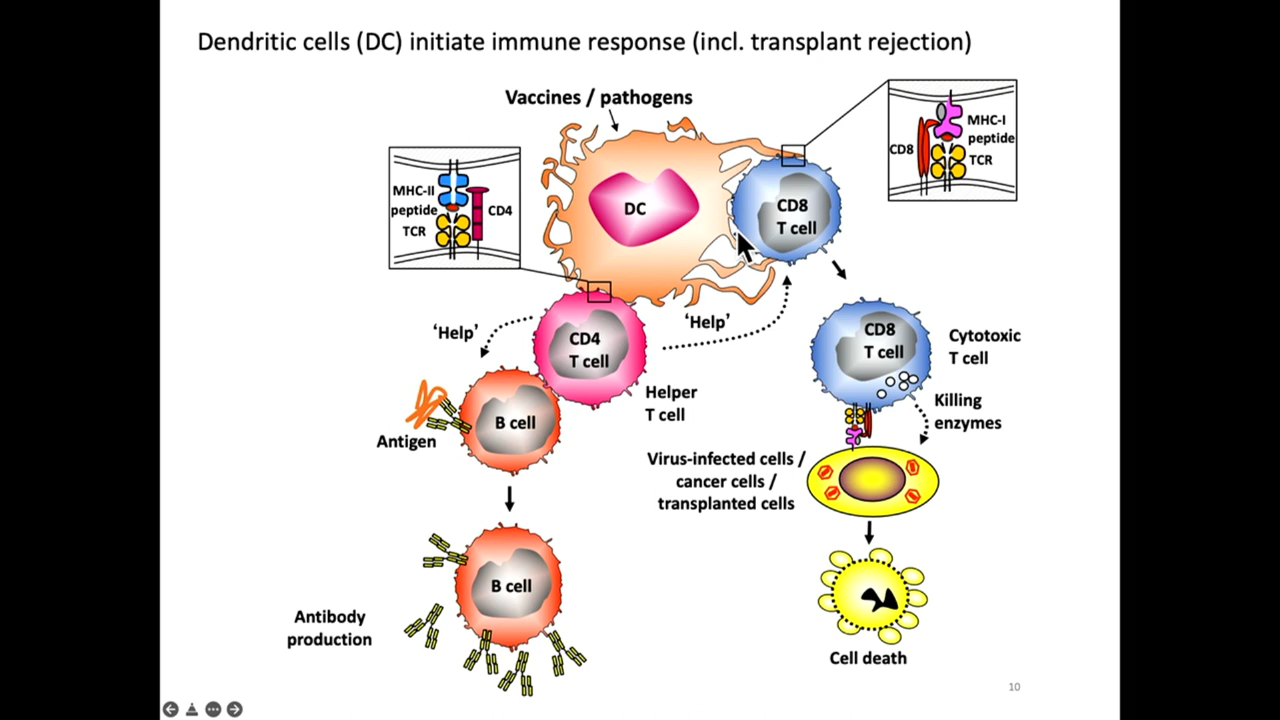 Dendritic cells (DC) initiate immune response (incl. transplant rejection)
Vaccines / pathogens
MHC-I
peptide
CD8
TCR
MHC-II
peptide
CD4
TCR
DC
CD8
T cell
'Help'
'Help'
CD4
T cell
CD8
T cell
Cytotoxic
T cell
Helper
T cell
Killing
enzymes
B cell
Antigen
Virus-infected cells /
cancer cells /
transplanted cells
B cell
Antibody
production
Cell death
10